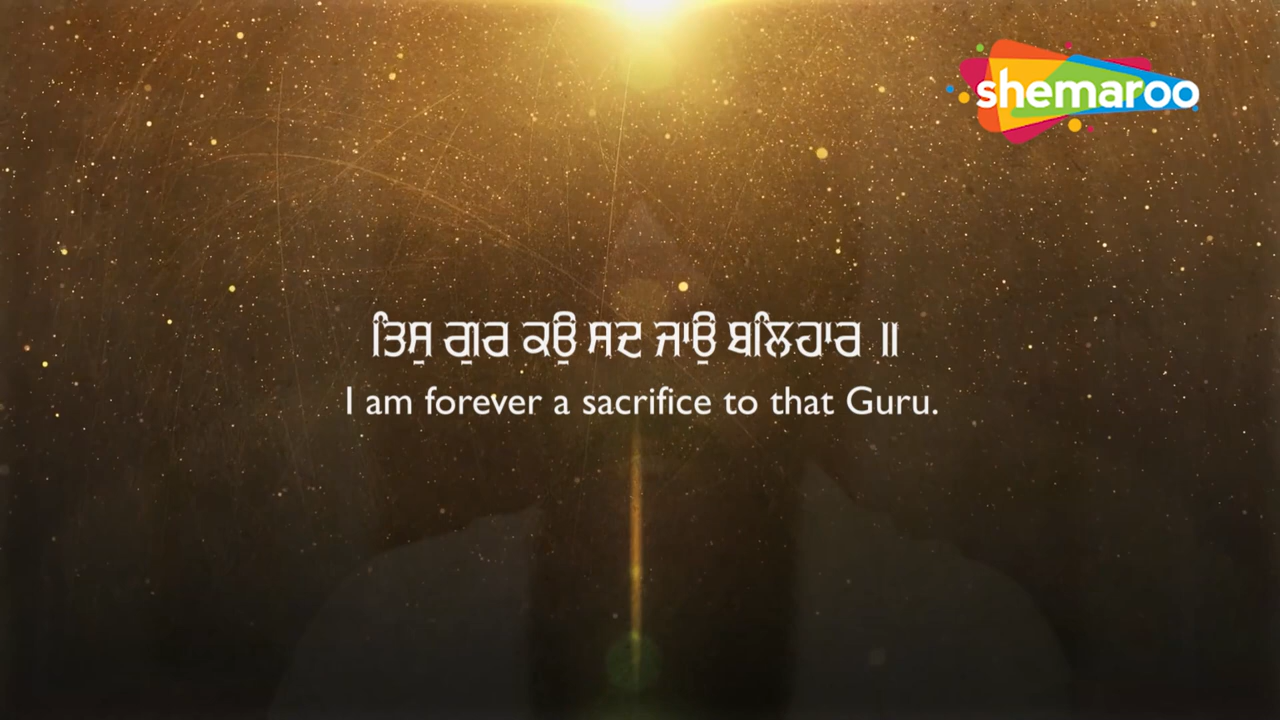 shemaroo
ਤਿਸੁ ਗੁਰ ਕਉ ਸਦ ਜਾਉ ਬਲਿਹਾਰ ॥
I am forever a sacrifice to that Guru.